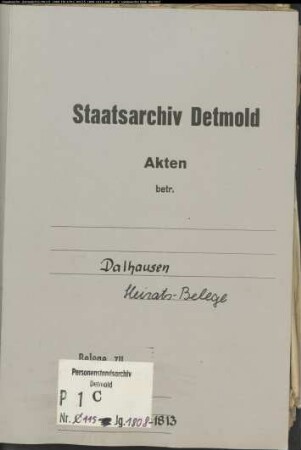 Staatsarchiv Detmold
Akten
betr.
Dalhausen
Heirats-Belege
Belege zu
Personenstandsarchiv
Detmold
P 1 C
Nr. Jg. 1808-1813